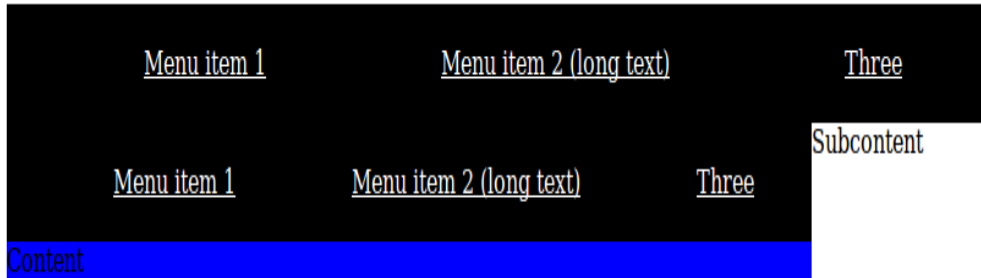 Menu item 1 Menu item 2 (long text) Three
Subcontent
Menu item 1 Menu item 2 (long text) Three
Content